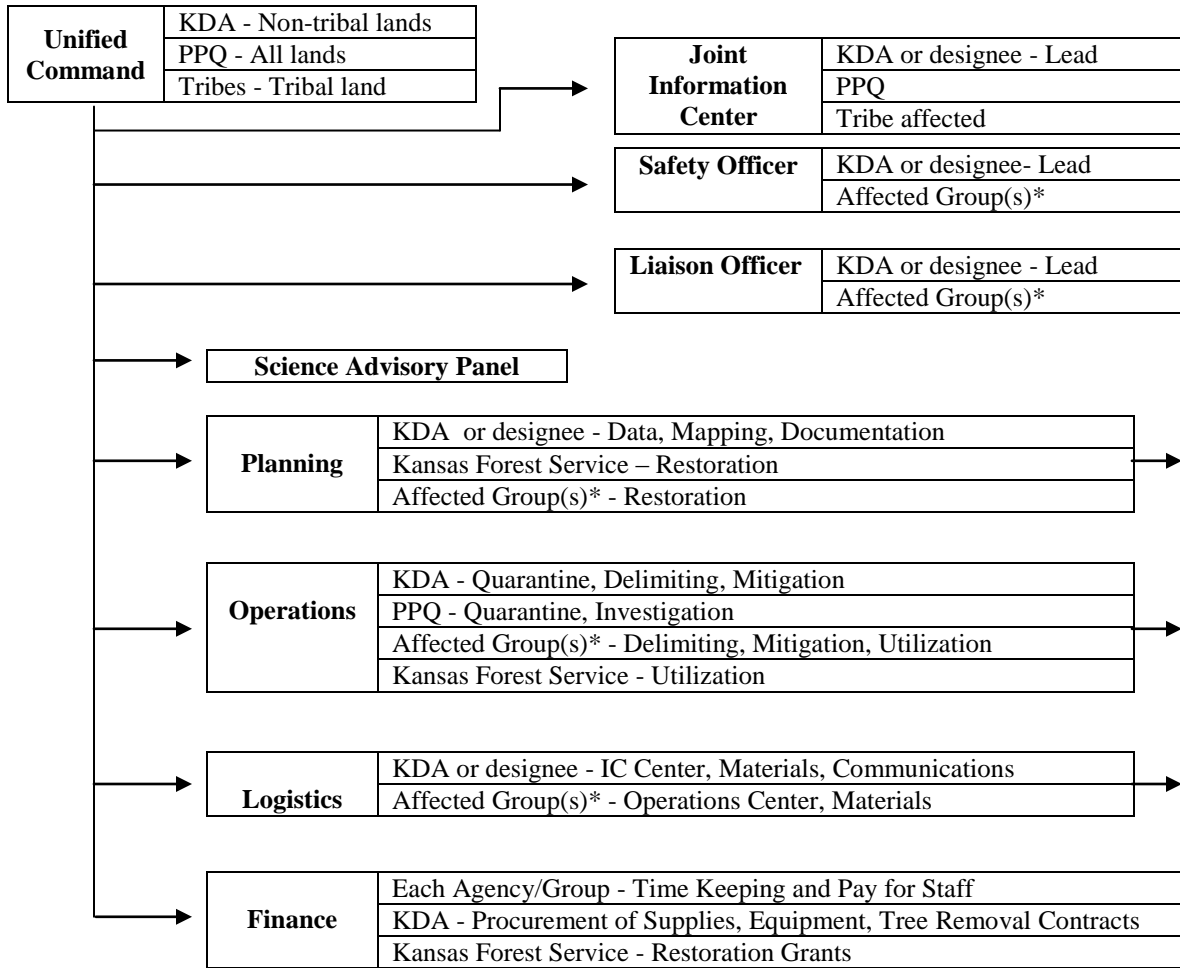 Unified
Command
KDA - Non-tribal lands
PPQ - All lands
Tribes - Tribal land
Joint
Information
Center
KDA or designee - Lead
PPQ
Tribe affected
Safety Officer
KDA or designee- Lead
Affected Group(s)*
Liaison Officer
KDA or designee - Lead
Affected Group(s)*
Science Advisory Panel
Planning
KDA or designee - Data, Mapping, Documentation
Kansas Forest Service – Restoration
Affected Group(s)* - Restoration
Operations
KDA - Quarantine, Delimiting, Mitigation
PPQ - Quarantine, Investigation
Affected Group(s)* - Delimiting, Mitigation, Utilization
Kansas Forest Service - Utilization
Logistics
KDA or designee - IC Center, Materials, Communications
Affected Group(s)* - Operations Center, Materials
Finance
Each Agency/Group - Time Keeping and Pay for Staff
KDA - Procurement of Supplies, Equipment, Tree Removal Contracts
Kansas Forest Service - Restoration Grants